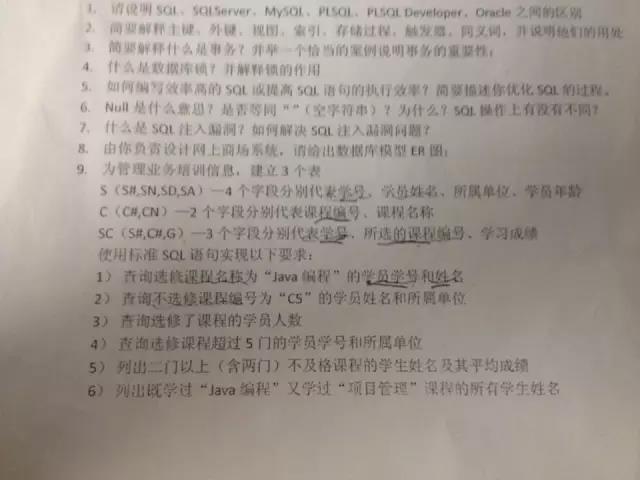 1. 请说明 SQL、SQLServer、MySQL、PLSQL、PLSQL Developer、Oracle 之间的区别
2. 简要解释主键、外键、视图、索引、存储过程、触发器、同义词，并说明他们的用处
3. 简要解释什么是事务？并举一个恰当的案例说明事务的重要性；
4. 什么是数据库锁？并解释锁的作用
5. 如何编写效率高的 SQL 或提高 SQL 语句的执行效率？简要描述你优化 SQL 的过程。
6. Null 是什么意思？是否等同“”（空字符串）？为什么？SQL 操作上有没有不同？
7. 什么是 SQL 注入漏洞？如何解决 SQL 注入漏洞问题？
8. 由你负责设计网上商场系统，请给出数据库模型 ER 图；
9. 为管理业务培训信息，建立 3 个表
S（S#,SN,SD,SA）—4 个字段分别代表学号，学员姓名、所属单位、学员年龄
C（C#,CN）—2 个字段分别代表课程编号、课程名称
SC（S#,C#,G）—3 个字段分别代表学号，所选的课程编号、学习成绩
使用标准 SQL 语句实现以下要求：
1） 查询选修课程名称为“Java 编程”的学员学号和姓名
2） 查询不选修课程编号为“C5”的学员姓名和所属单位
3） 查询选修了课程的学员人数
4） 查询选修课程超过 5 门的学员学号和所属单位
5） 列出二门以上（含两门）不及格课程的学生姓名及其平均成绩
6） 列出既学过“Java 编程”又学过“项目管理”课程的所有学生姓名